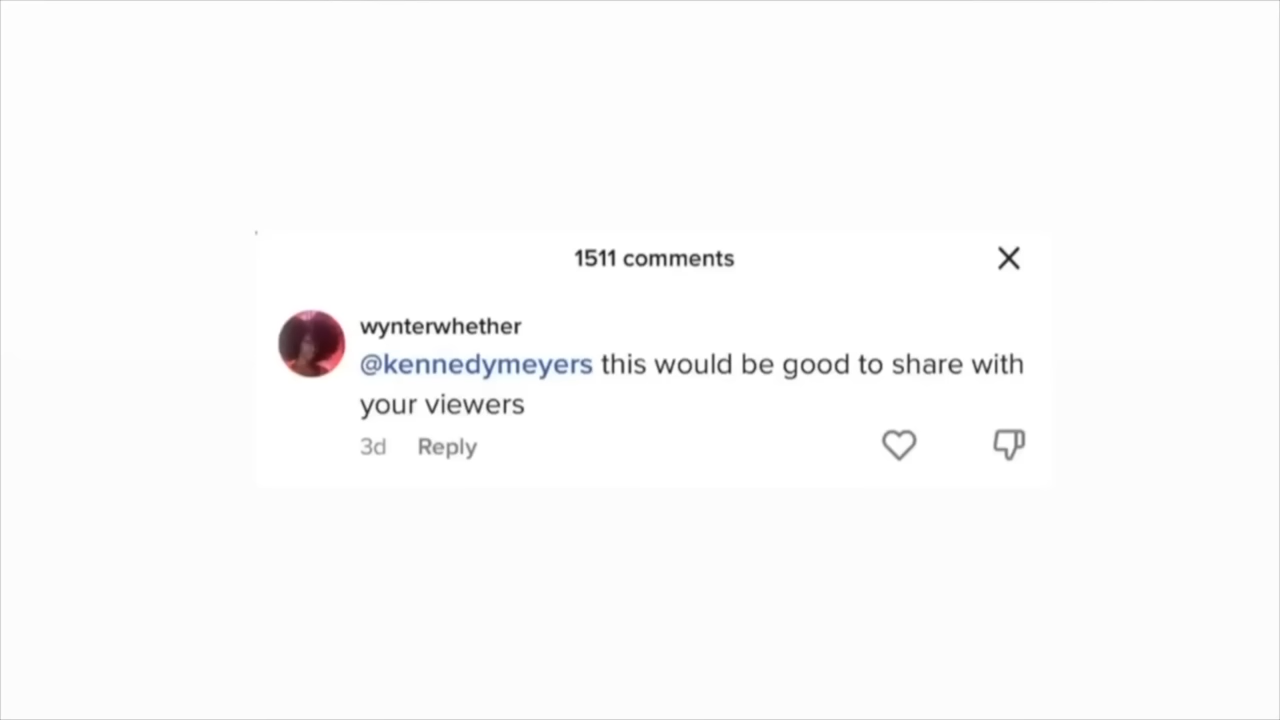 1511 comments
wynterwhether
@kennedymeyers this would be good to share with
your viewers
3d Reply